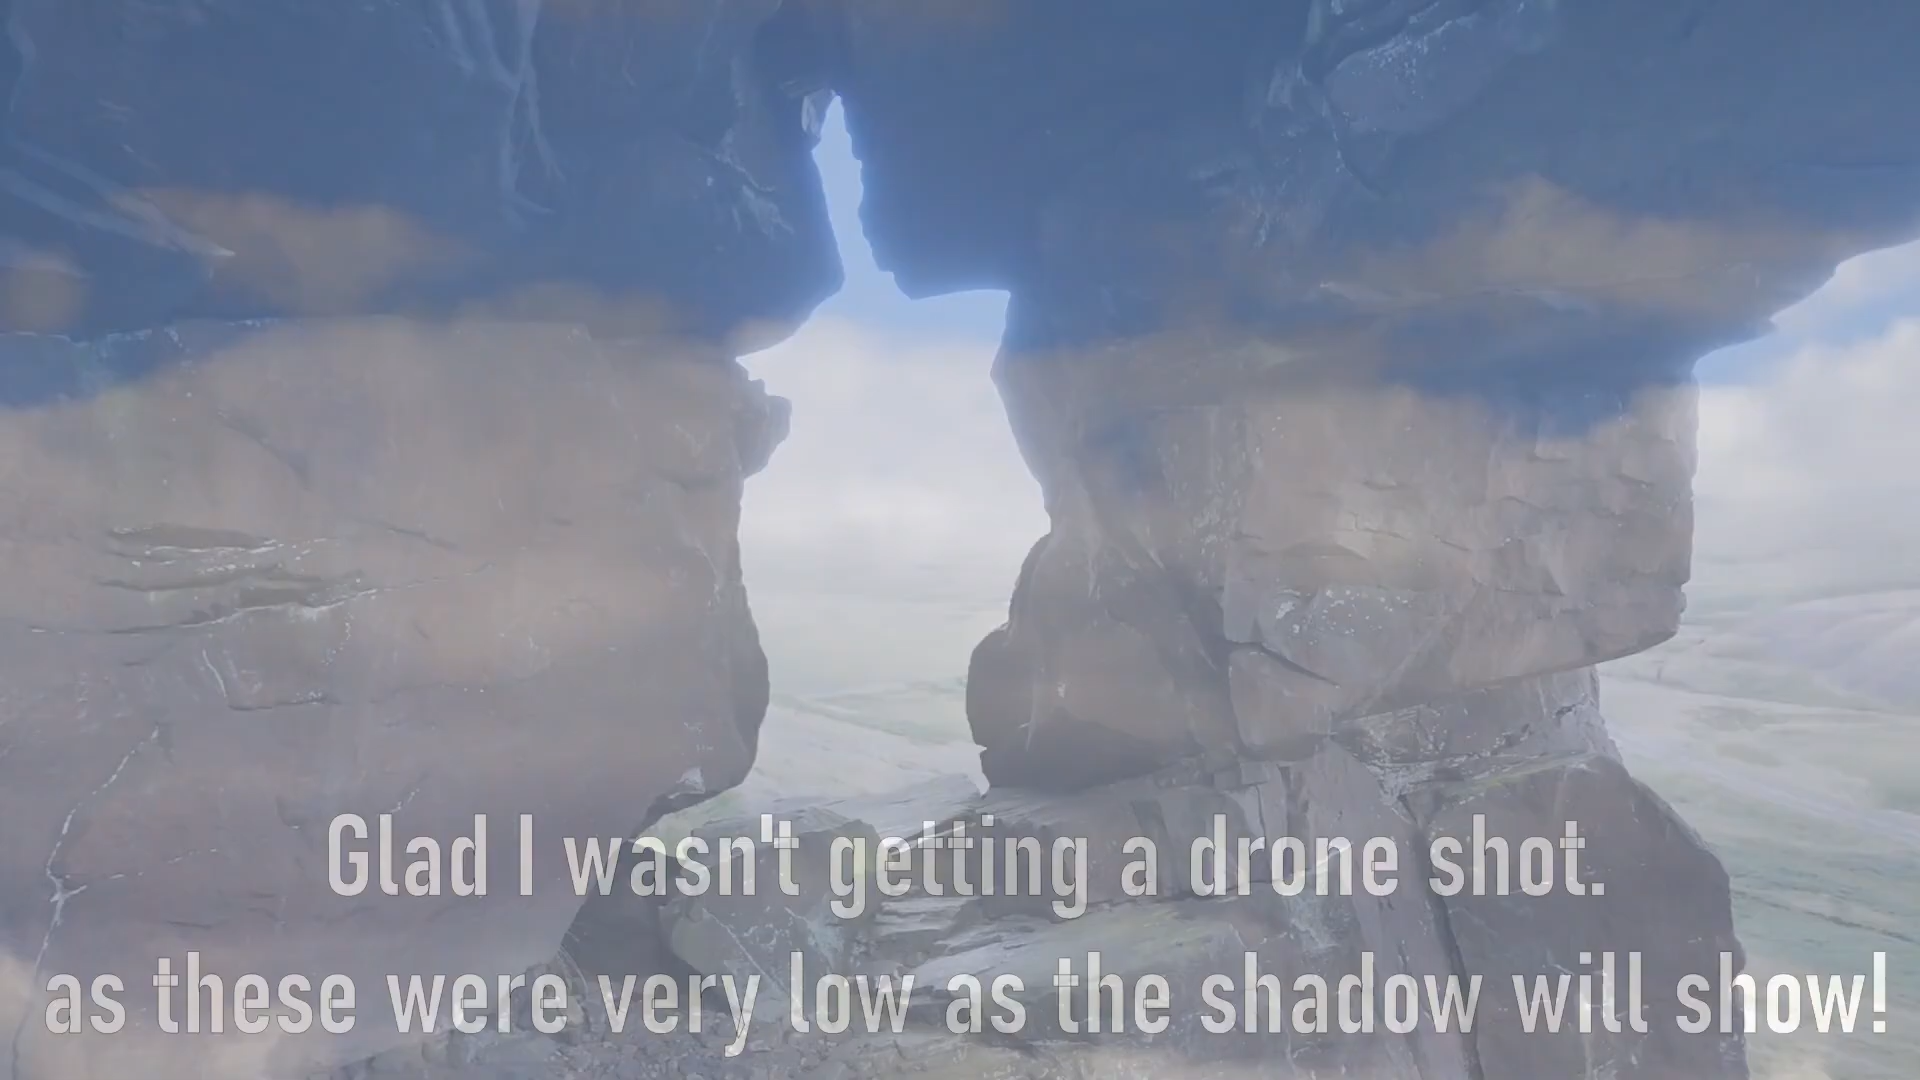 Glad I wasn't getting a drone shot.
as these were very low as the shadow will show!